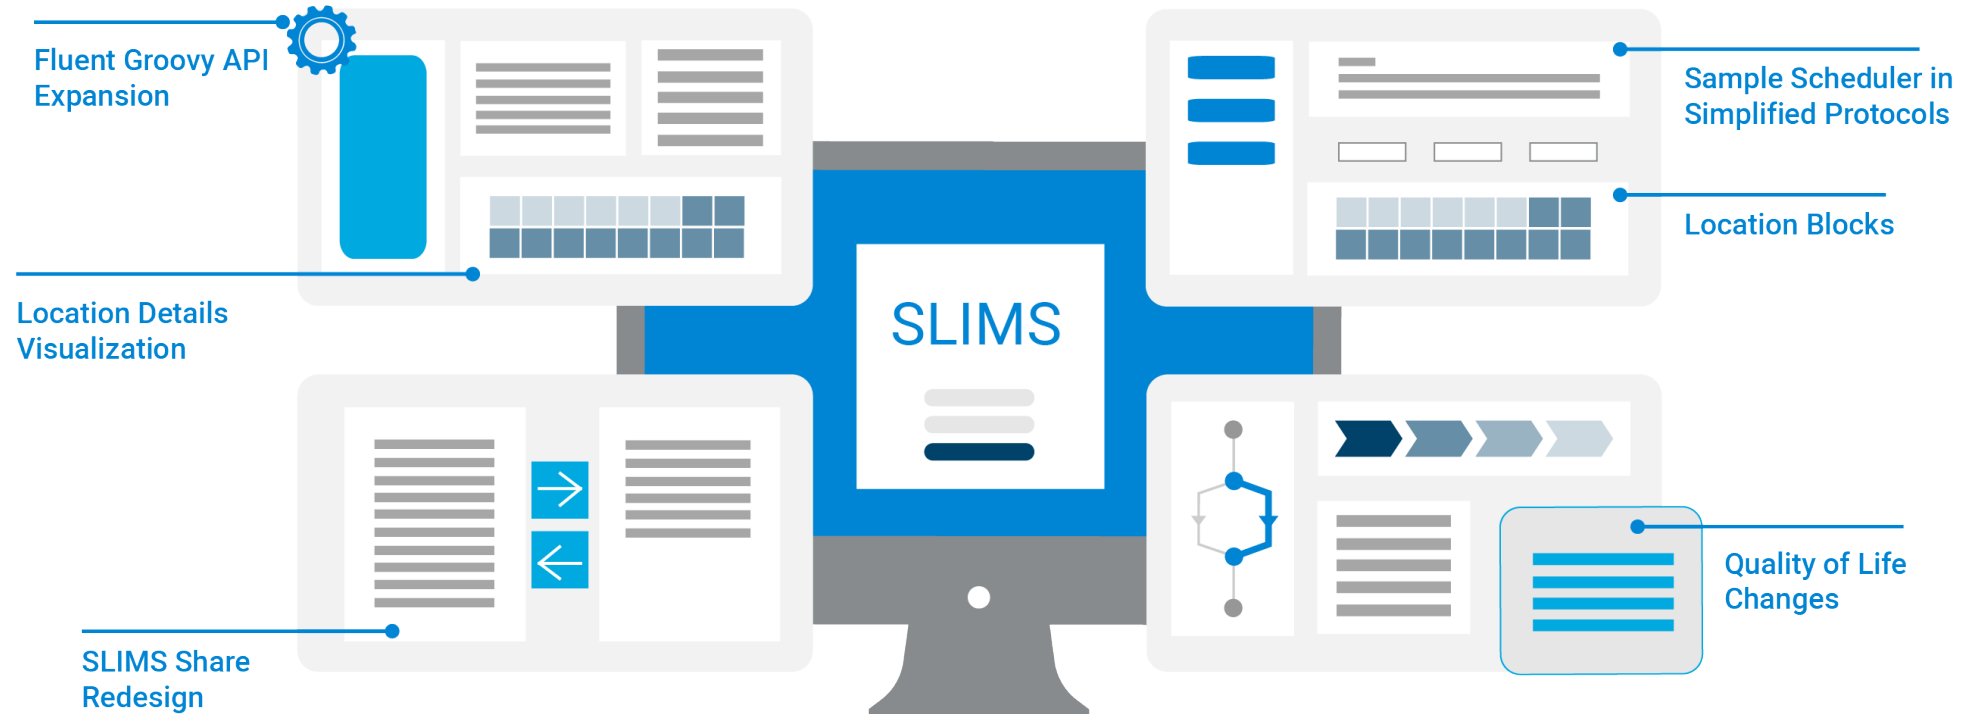 Fluent Groovy API
Expansion
Sample Scheduler in
Simplified Protocols
Location Blocks
Location Details
Visualization
SLIMS
Quality of Life
Changes
SLIMS Share
Redesign